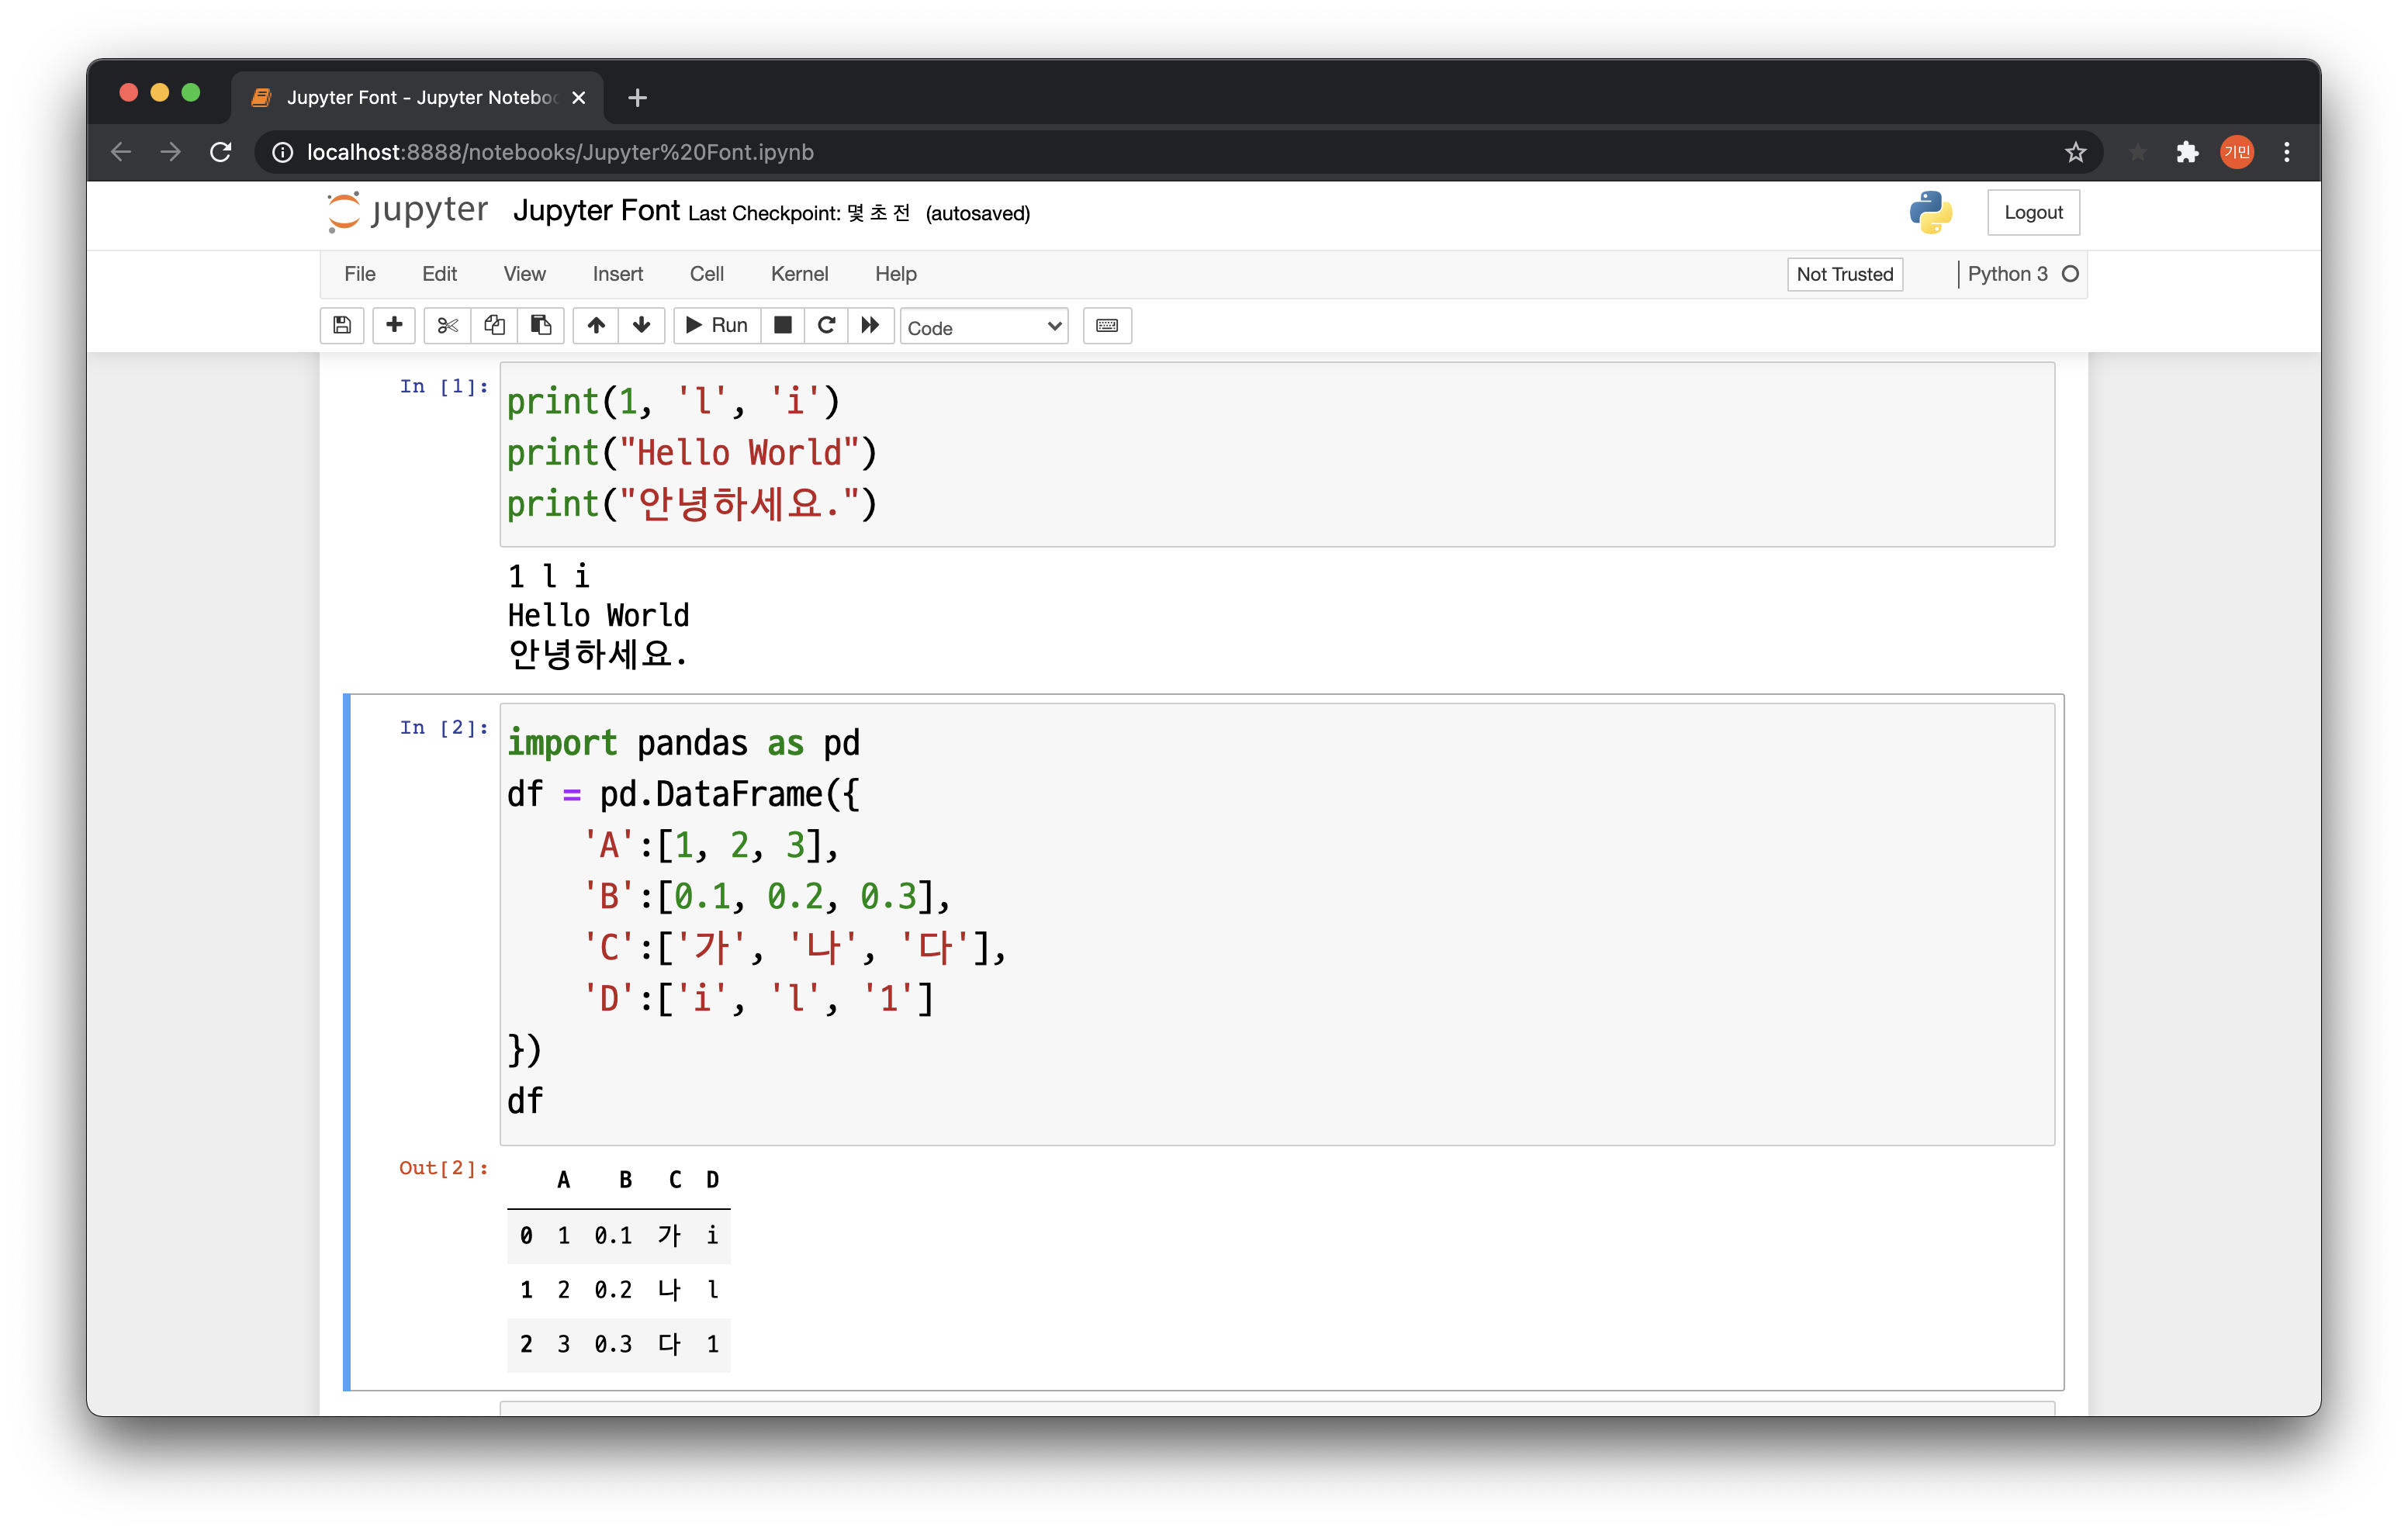 Jupyter Font - Jupyter Noteboo
localhost:8888/notebooks/Jupyter%20Font.ipynb
기민
jupyter Jupyter Font Last Checkpoint: 몇 초 전 (autosaved)
Logout
File Edit View Insert Cell Kernel Help
Not Trusted
Python 3
Run
Code
In [1]:
print(1, 'l', 'i')
print("Hello World")
print("안녕하세요.")
1 l i
Hello World
안녕하세요.
In [2]:
import pandas as pd
df = pd.DataFrame({
    'A':[1, 2, 3],
    'B':[0.1, 0.2, 0.3],
    'C':['가', '나', '다'],
    'D':['i', 'l', '1']
})
df
Out[2]:
A B C D
0 1 0.1 가 i
1 2 0.2 나 l
2 3 0.3 다 1